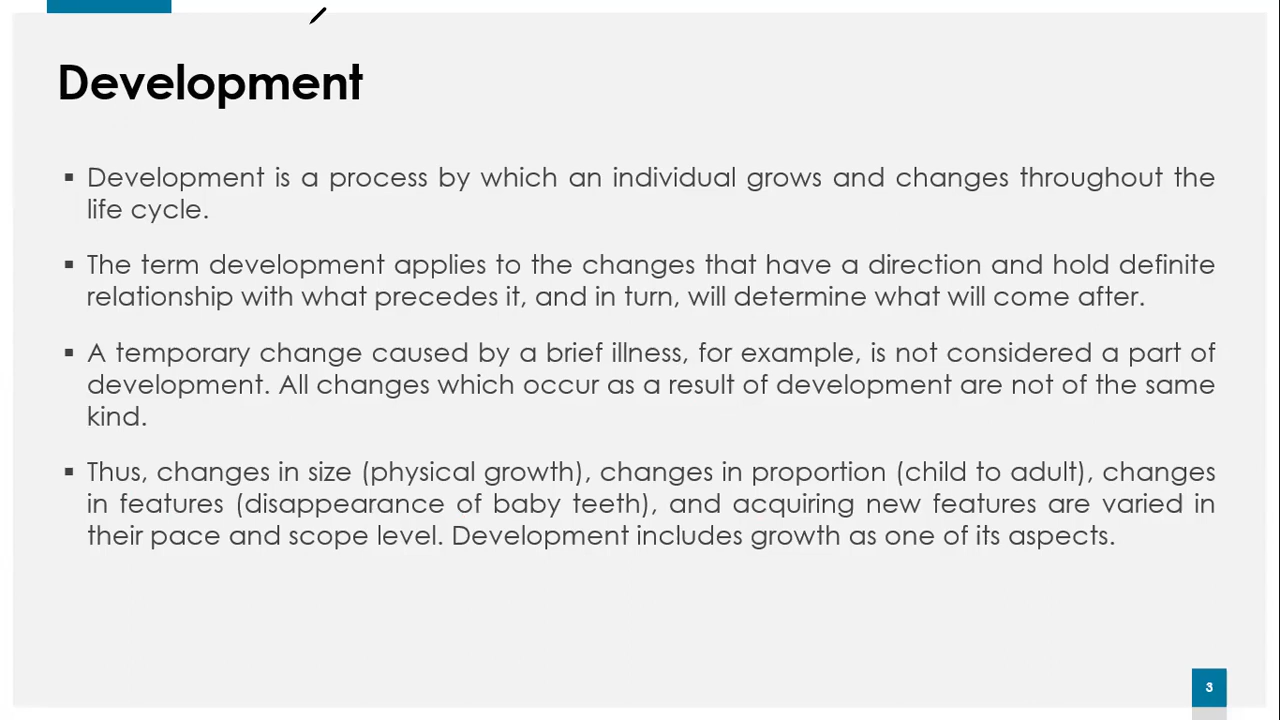 Development
▪ Development is a process by which an individual grows and changes throughout the
life cycle.
▪ The term development applies to the changes that have a direction and hold definite
relationship with what precedes it, and in turn, will determine what will come after.
▪ A temporary change caused by a brief illness, for example, is not considered a part of
development. All changes which occur as a result of development are not of the same
kind.
▪ Thus, changes in size (physical growth), changes in proportion (child to adult), changes
in features (disappearance of baby teeth), and acquiring new features are varied in
their pace and scope level. Development includes growth as one of its aspects.
3